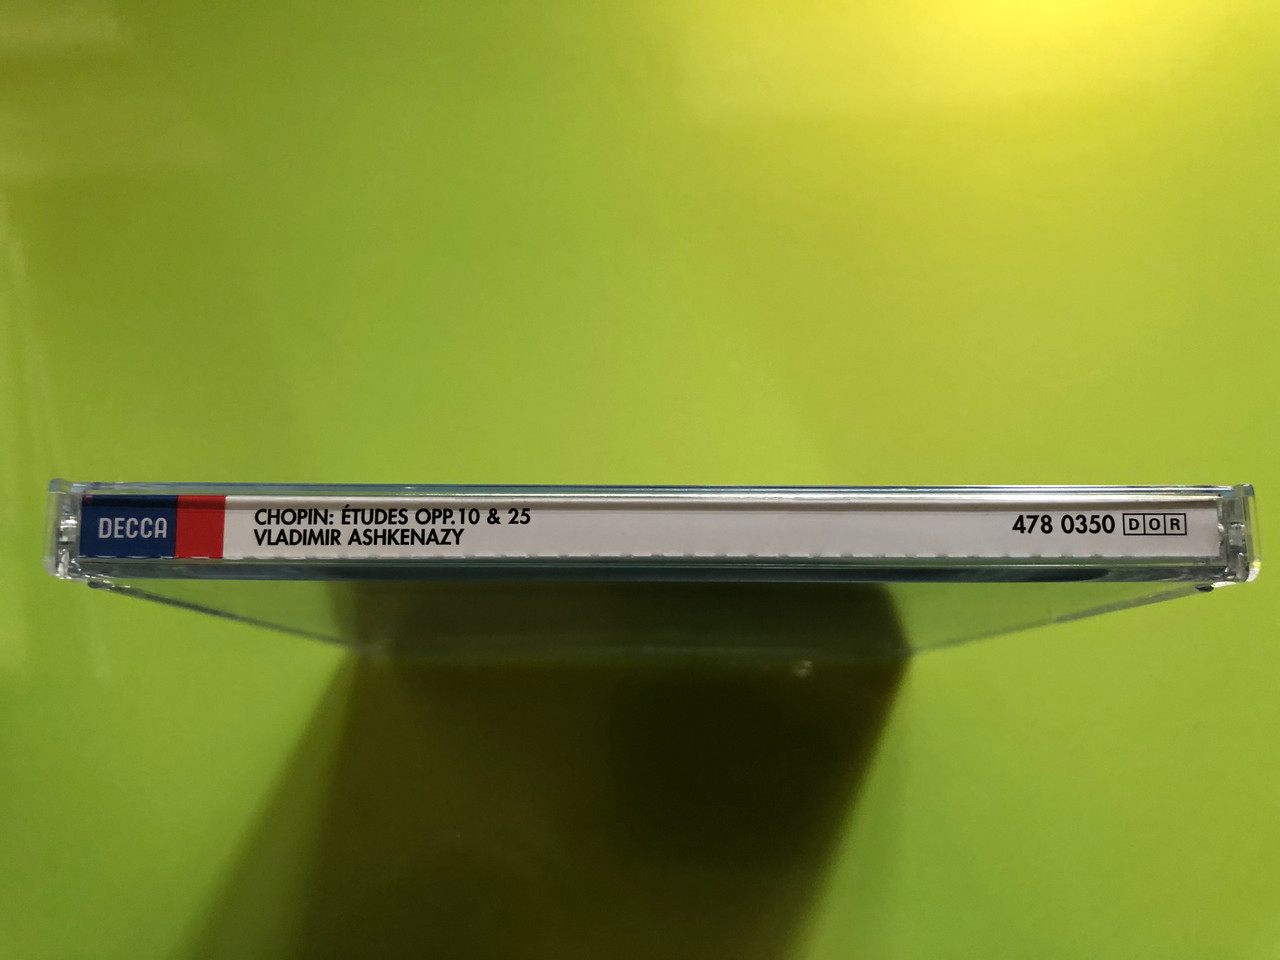 DECCA
CHOPIN: ÉTUDES OPP.10 & 25
VLADIMIR ASHKENAZY
478 0350 DOR